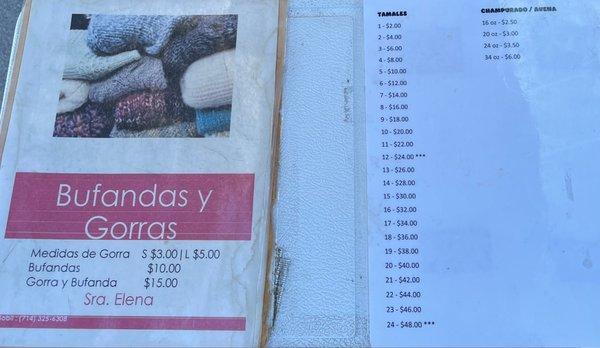 Bufandas y
Gorras
Medidas de Gorra S $3.00| L $5.00
Bufandas $10.00
Gorra y Bufanda $15.00
Sra. Elena
(714) 325-6308
TAMALES
1 - $2.00
2 - $4.00
3 - $6.00
4 - $8.00
5 - $10.00
6 - $12.00
7 - $14.00
8 - $16.00
9 - $18.00
10 - $20.00
11 - $22.00
12 - $24.00 ***
13 - $26.00
14 - $28.00
15 - $30.00
16 - $32.00
17 - $34.00
18 - $36.00
19 - $38.00
20 - $40.00
21 - $42.00
22 - $44.00
23 - $46.00
24 - $48.00 ***
CHAMPURADO / AVENA
16 oz - $2.50
20 oz - $3.00
24 oz - $3.50
34 oz - $6.00